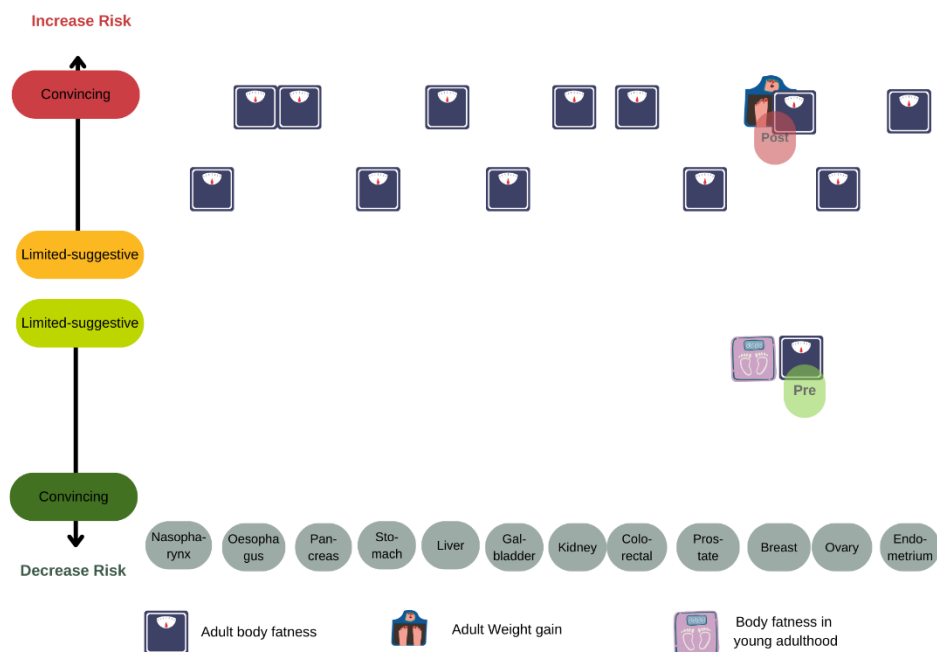 Increase Risk
Convincing
Post
Limited-suggestive
Limited-suggestive
Pre
Convincing
Nasopha-
rynx
Oesopha
gus
Pan-
creas
Sto-
mach
Liver
Gal-
bladder
Kidney
Colo-
rectal
Pros-
tate
Breast
Ovary
Endo-
metrium
Decrease Risk
Adult body fatness
Adult Weight gain
Body fatness in
young adulthood